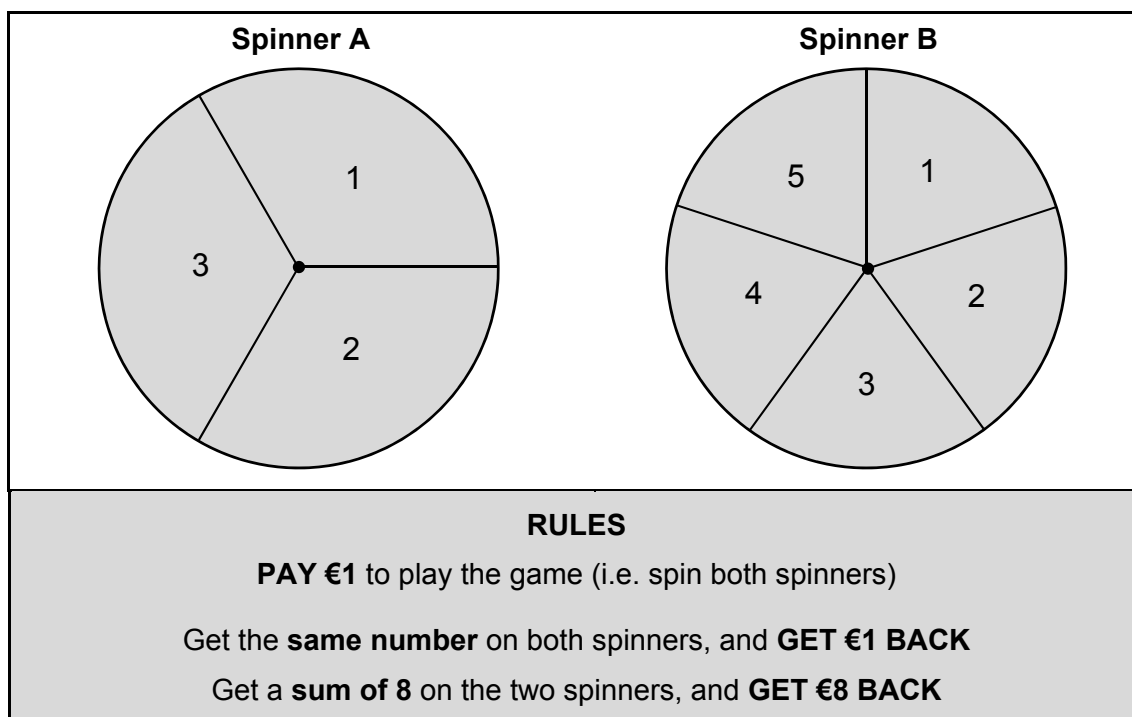 Spinner A
Spinner B
1
3
2
5
1
4
2
3
RULES
PAY €1 to play the game (i.e. spin both spinners)
Get the same number on both spinners, and GET €1 BACK
Get a sum of 8 on the two spinners, and GET €8 BACK